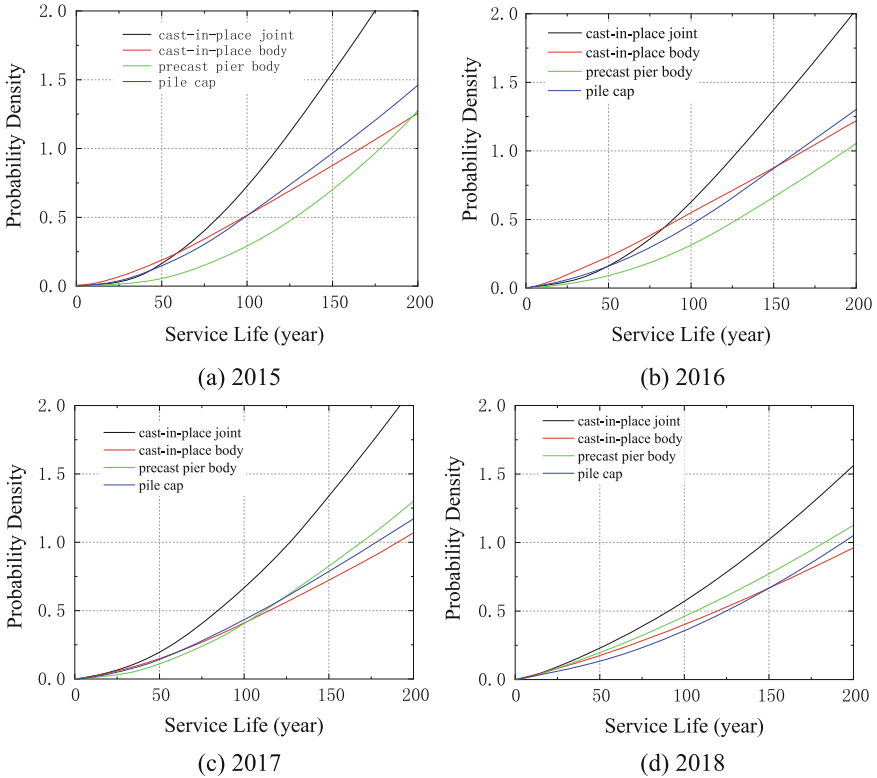 2.0
1.5
1.0
0.5
0.0
0
50
100
150
200
Probability Density
Service Life (year)
cast-in-place joint
cast-in-place body
precast pier body
pile cap
(a) 2015
2.0
1.5
1.0
0.5
0.0
0
50
100
150
200
Probability Density
Service Life (year)
cast-in-place joint
cast-in-place body
precast pier body
pile cap
(b) 2016
2.0
1.5
1.0
0.5
0.0
0
50
100
150
200
Probability Density
Service Life (year)
cast-in-place joint
cast-in-place body
precast pier body
pile cap
(c) 2017
2.0
1.5
1.0
0.5
0.0
0
50
100
150
200
Probability Density
Service Life (year)
cast-in-place joint
cast-in-place body
precast pier body
pile cap
(d) 2018